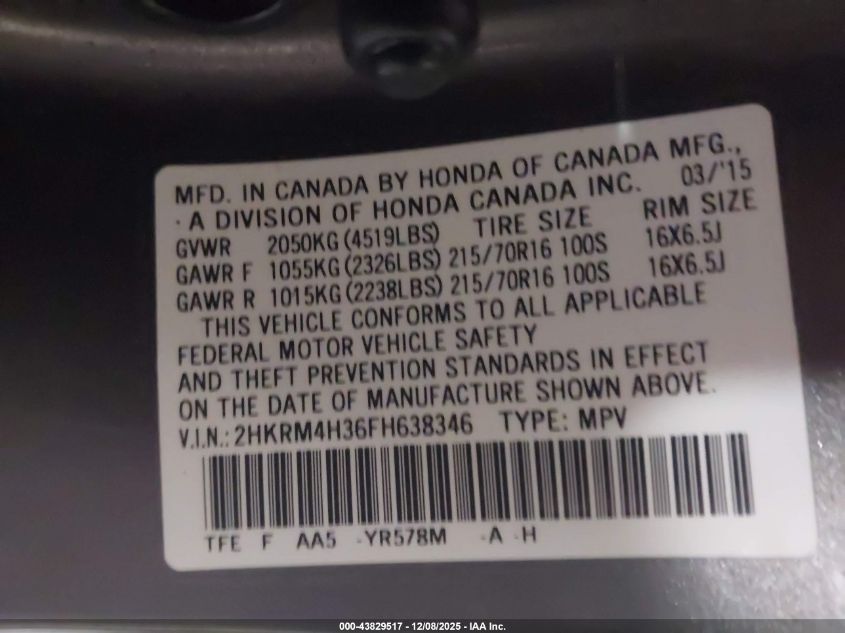 MFD. IN CANADA BY HONDA OF CANADA MFG.,
·A DIVISION OF HONDA CANADA INC. 03/'15
GVWR 2050KG(4519LBS) TIRE SIZE RIM SIZE
GAWR F 1055KG(2326LBS) 215/70R16 100S 16X6.5J
GAWR R 1015KG(2238LBS) 215/70R16 100S 16X6.5J
THIS VEHICLE CONFORMS TO ALL APPLICABLE
FEDERAL MOTOR VEHICLE SAFETY
AND THEFT PREVENTION STANDARDS IN EFFECT
ON THE DATE OF MANUFACTURE SHOWN ABOVE.
V.I.N.: 2HKRM4H36FH638346 TYPE: MPV
TFE F AA5 -YR578M -A -H
000-43829517 - 12/08/2025 - IAA Inc.